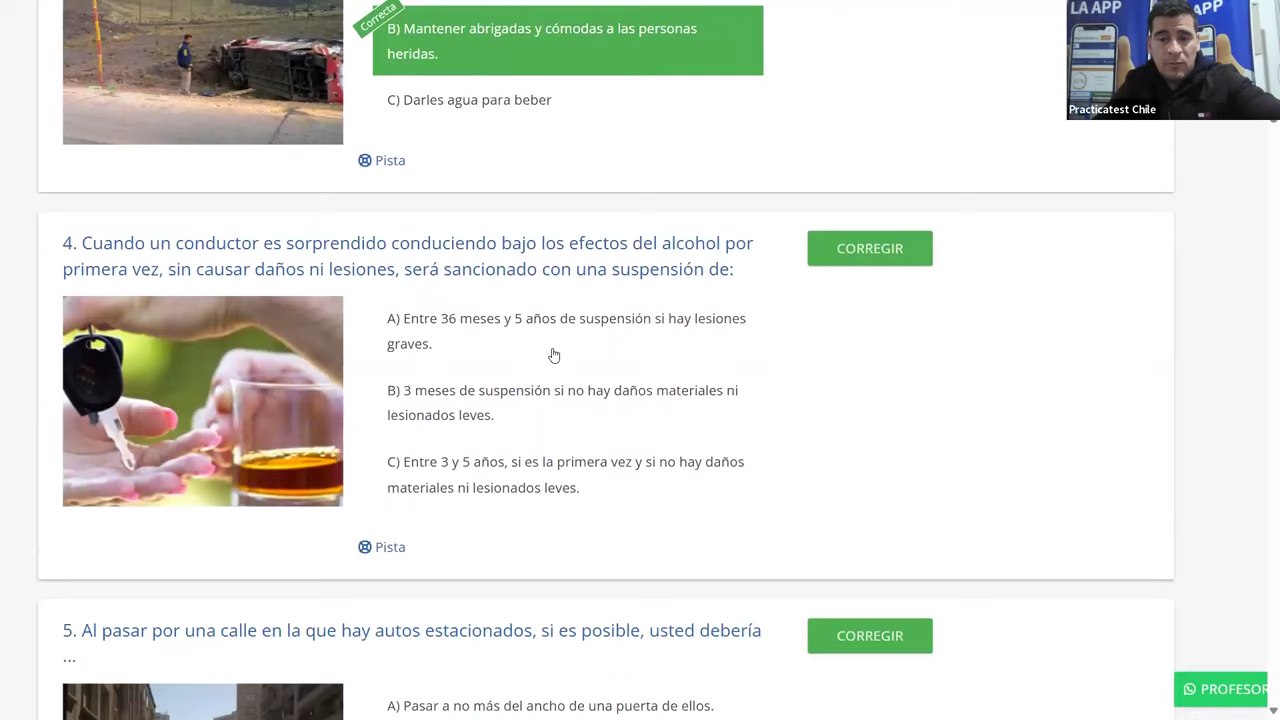 LA APP
PP
Practicatest Chile
Correcta
B) Mantener abrigadas y cómodas a las personas
heridas.
C) Darles agua para beber
Pista
4. Cuando un conductor es sorprendido conduciendo bajo los efectos del alcohol por
primera vez, sin causar daños ni lesiones, será sancionado con una suspensión de:
CORREGIR
A) Entre 36 meses y 5 años de suspensión si hay lesiones
graves.
B) 3 meses de suspensión si no hay daños materiales ni
lesionados leves.
C) Entre 3 y 5 años, si es la primera vez y si no hay daños
materiales ni lesionados leves.
Pista
5. Al pasar por una calle en la que hay autos estacionados, si es posible, usted debería
...
CORREGIR
A) Pasar a no más del ancho de una puerta de ellos.
PROFESOR